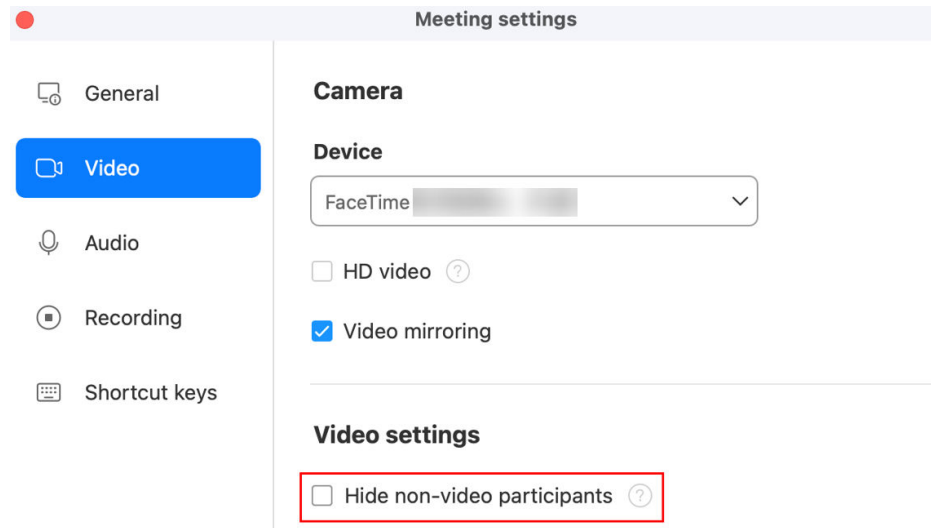 Meeting settings
General
Video
Audio
Recording
Shortcut keys
Camera
Device
FaceTime
HD video ?
Video mirroring
Video settings
Hide non-video participants ?